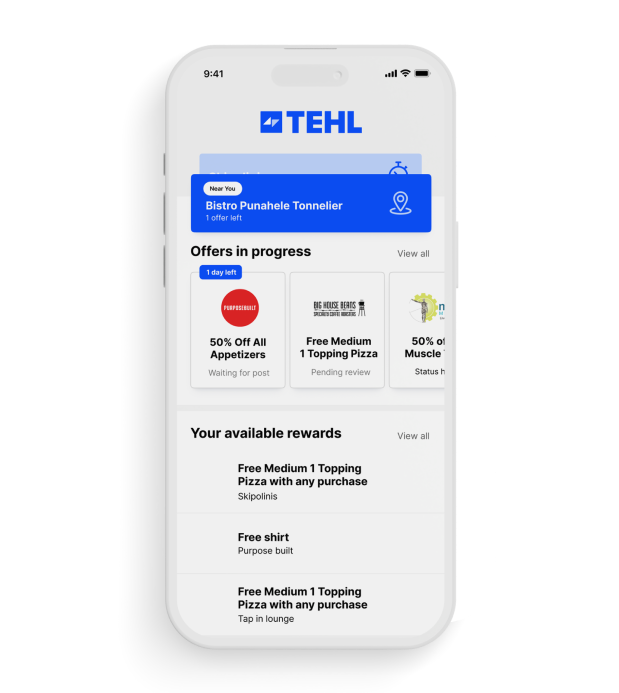 9:41
TEHL
Near You
Bistro Punahele Tonnelier
1 offer left
Offers in progress
View all
1 day left
PURPOSEBUILT
BIG HOUSE BEANS
SPECIALIZED COFFEE ROASTERS
50% Off All
Appetizers
Waiting for post
Free Medium
1 Topping Pizza
Pending review
50% of
Muscle
Status h
Your available rewards
View all
Free Medium 1 Topping
Pizza with any purchase
Skipolinis
Free shirt
Purpose built
Free Medium 1 Topping
Pizza with any purchase
Tap in lounge